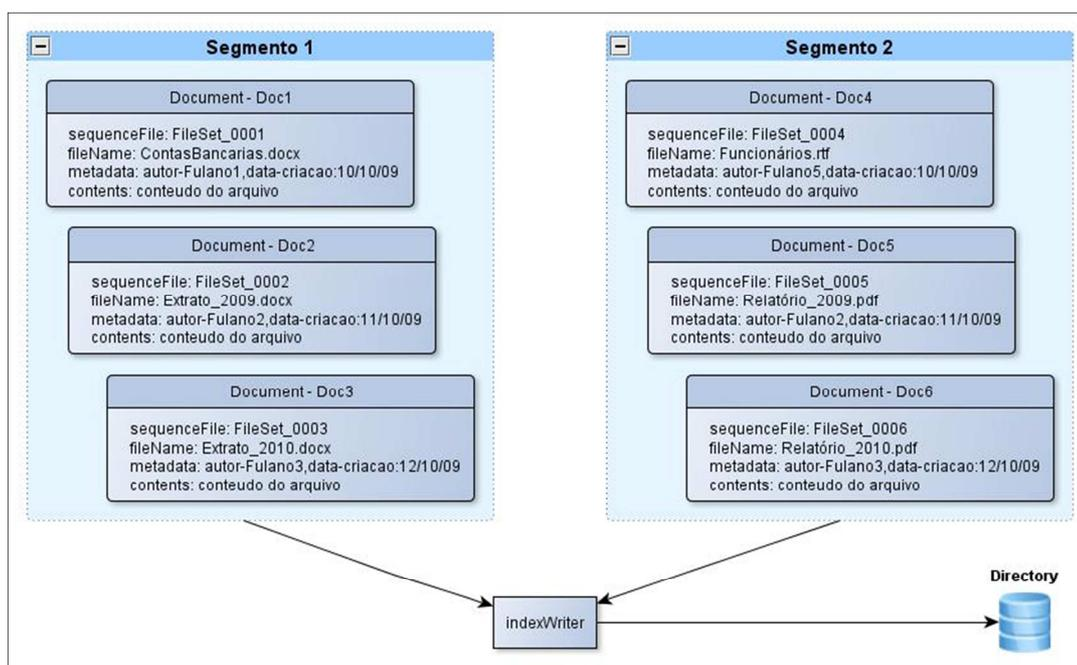 Segmento 1
Document - Doc1
sequenceFile: FileSet_0001
fileName: ContasBancarias.docx
metadata: autor-Fulano1,data-criacao:10/10/09
contents: conteudo do arquivo
Document - Doc2
sequenceFile: FileSet_0002
fileName: Extrato_2009.docx
metadata: autor-Fulano2,data-criacao:11/10/09
contents: conteudo do arquivo
Document - Doc3
sequenceFile: FileSet_0003
fileName: Extrato_2010.docx
metadata: autor-Fulano3,data-criacao:12/10/09
contents: conteudo do arquivo
Segmento 2
Document - Doc4
sequenceFile: FileSet_0004
fileName: Funcionários.rtf
metadata: autor-Fulano5,data-criacao:10/10/09
contents: conteudo do arquivo
Document - Doc5
sequenceFile: FileSet_0005
fileName: Relatório_2009.pdf
metadata: autor-Fulano2,data-criacao:11/10/09
contents: conteudo do arquivo
Document - Doc6
sequenceFile: FileSet_0006
fileName: Relatório_2010.pdf
metadata: autor-Fulano3,data-criacao:12/10/09
contents: conteudo do arquivo
indexWriter
Directory